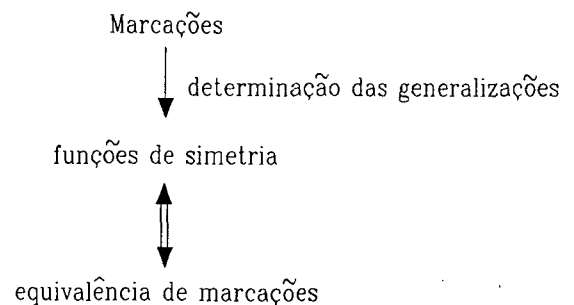 Marcações
determinação das generalizações
funções de simetria
equivalência de marcações